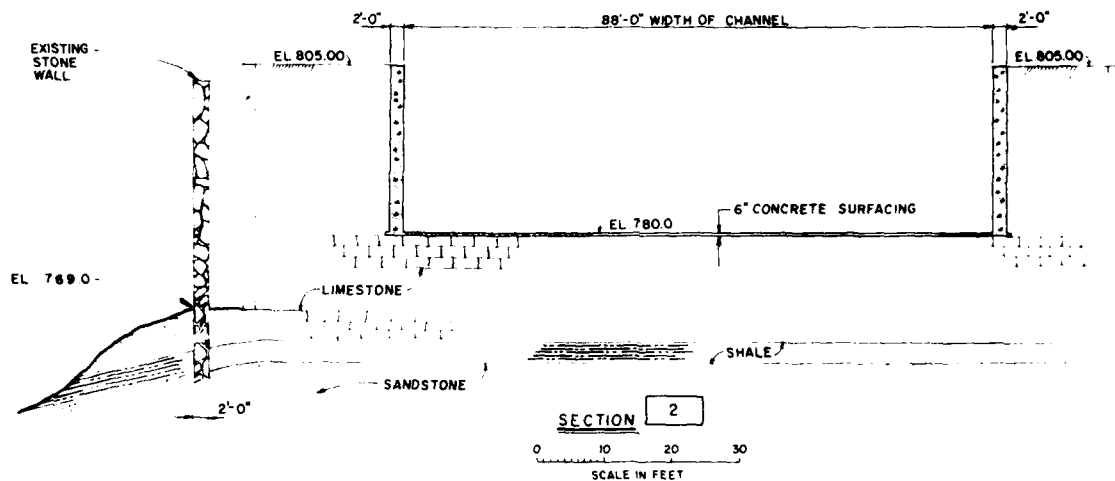 2'-0"
88'-0" WIDTH OF CHANNEL
2'-0"
EXISTING -
STONE
WALL
EL 805.00
EL 805.00
6" CONCRETE SURFACING
EL 780.0
EL 769.0 -
LIMESTONE
SHALE
SANDSTONE
2'-0"
SECTION 2
0 10 20 30
SCALE IN FEET